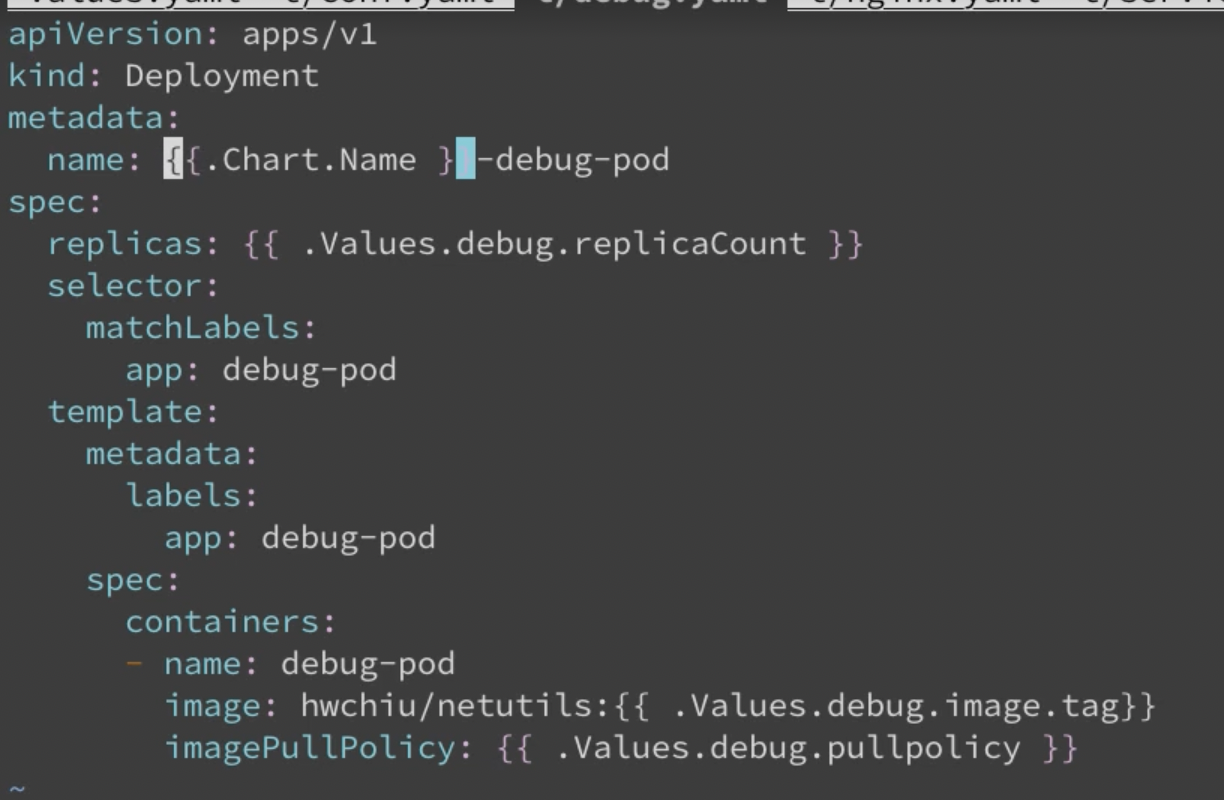 apiVersion: apps/v1
kind: Deployment
metadata:
  name: {{.Chart.Name }}-debug-pod
spec:
  replicas: {{ .Values.debug.replicaCount }}
  selector:
    matchLabels:
      app: debug-pod
  template:
    metadata:
      labels:
        app: debug-pod
    spec:
      containers:
      - name: debug-pod
        image: hwchiu/netutils:{{ .Values.debug.image.tag}}
        imagePullPolicy: {{ .Values.debug.pullpolicy }}
~